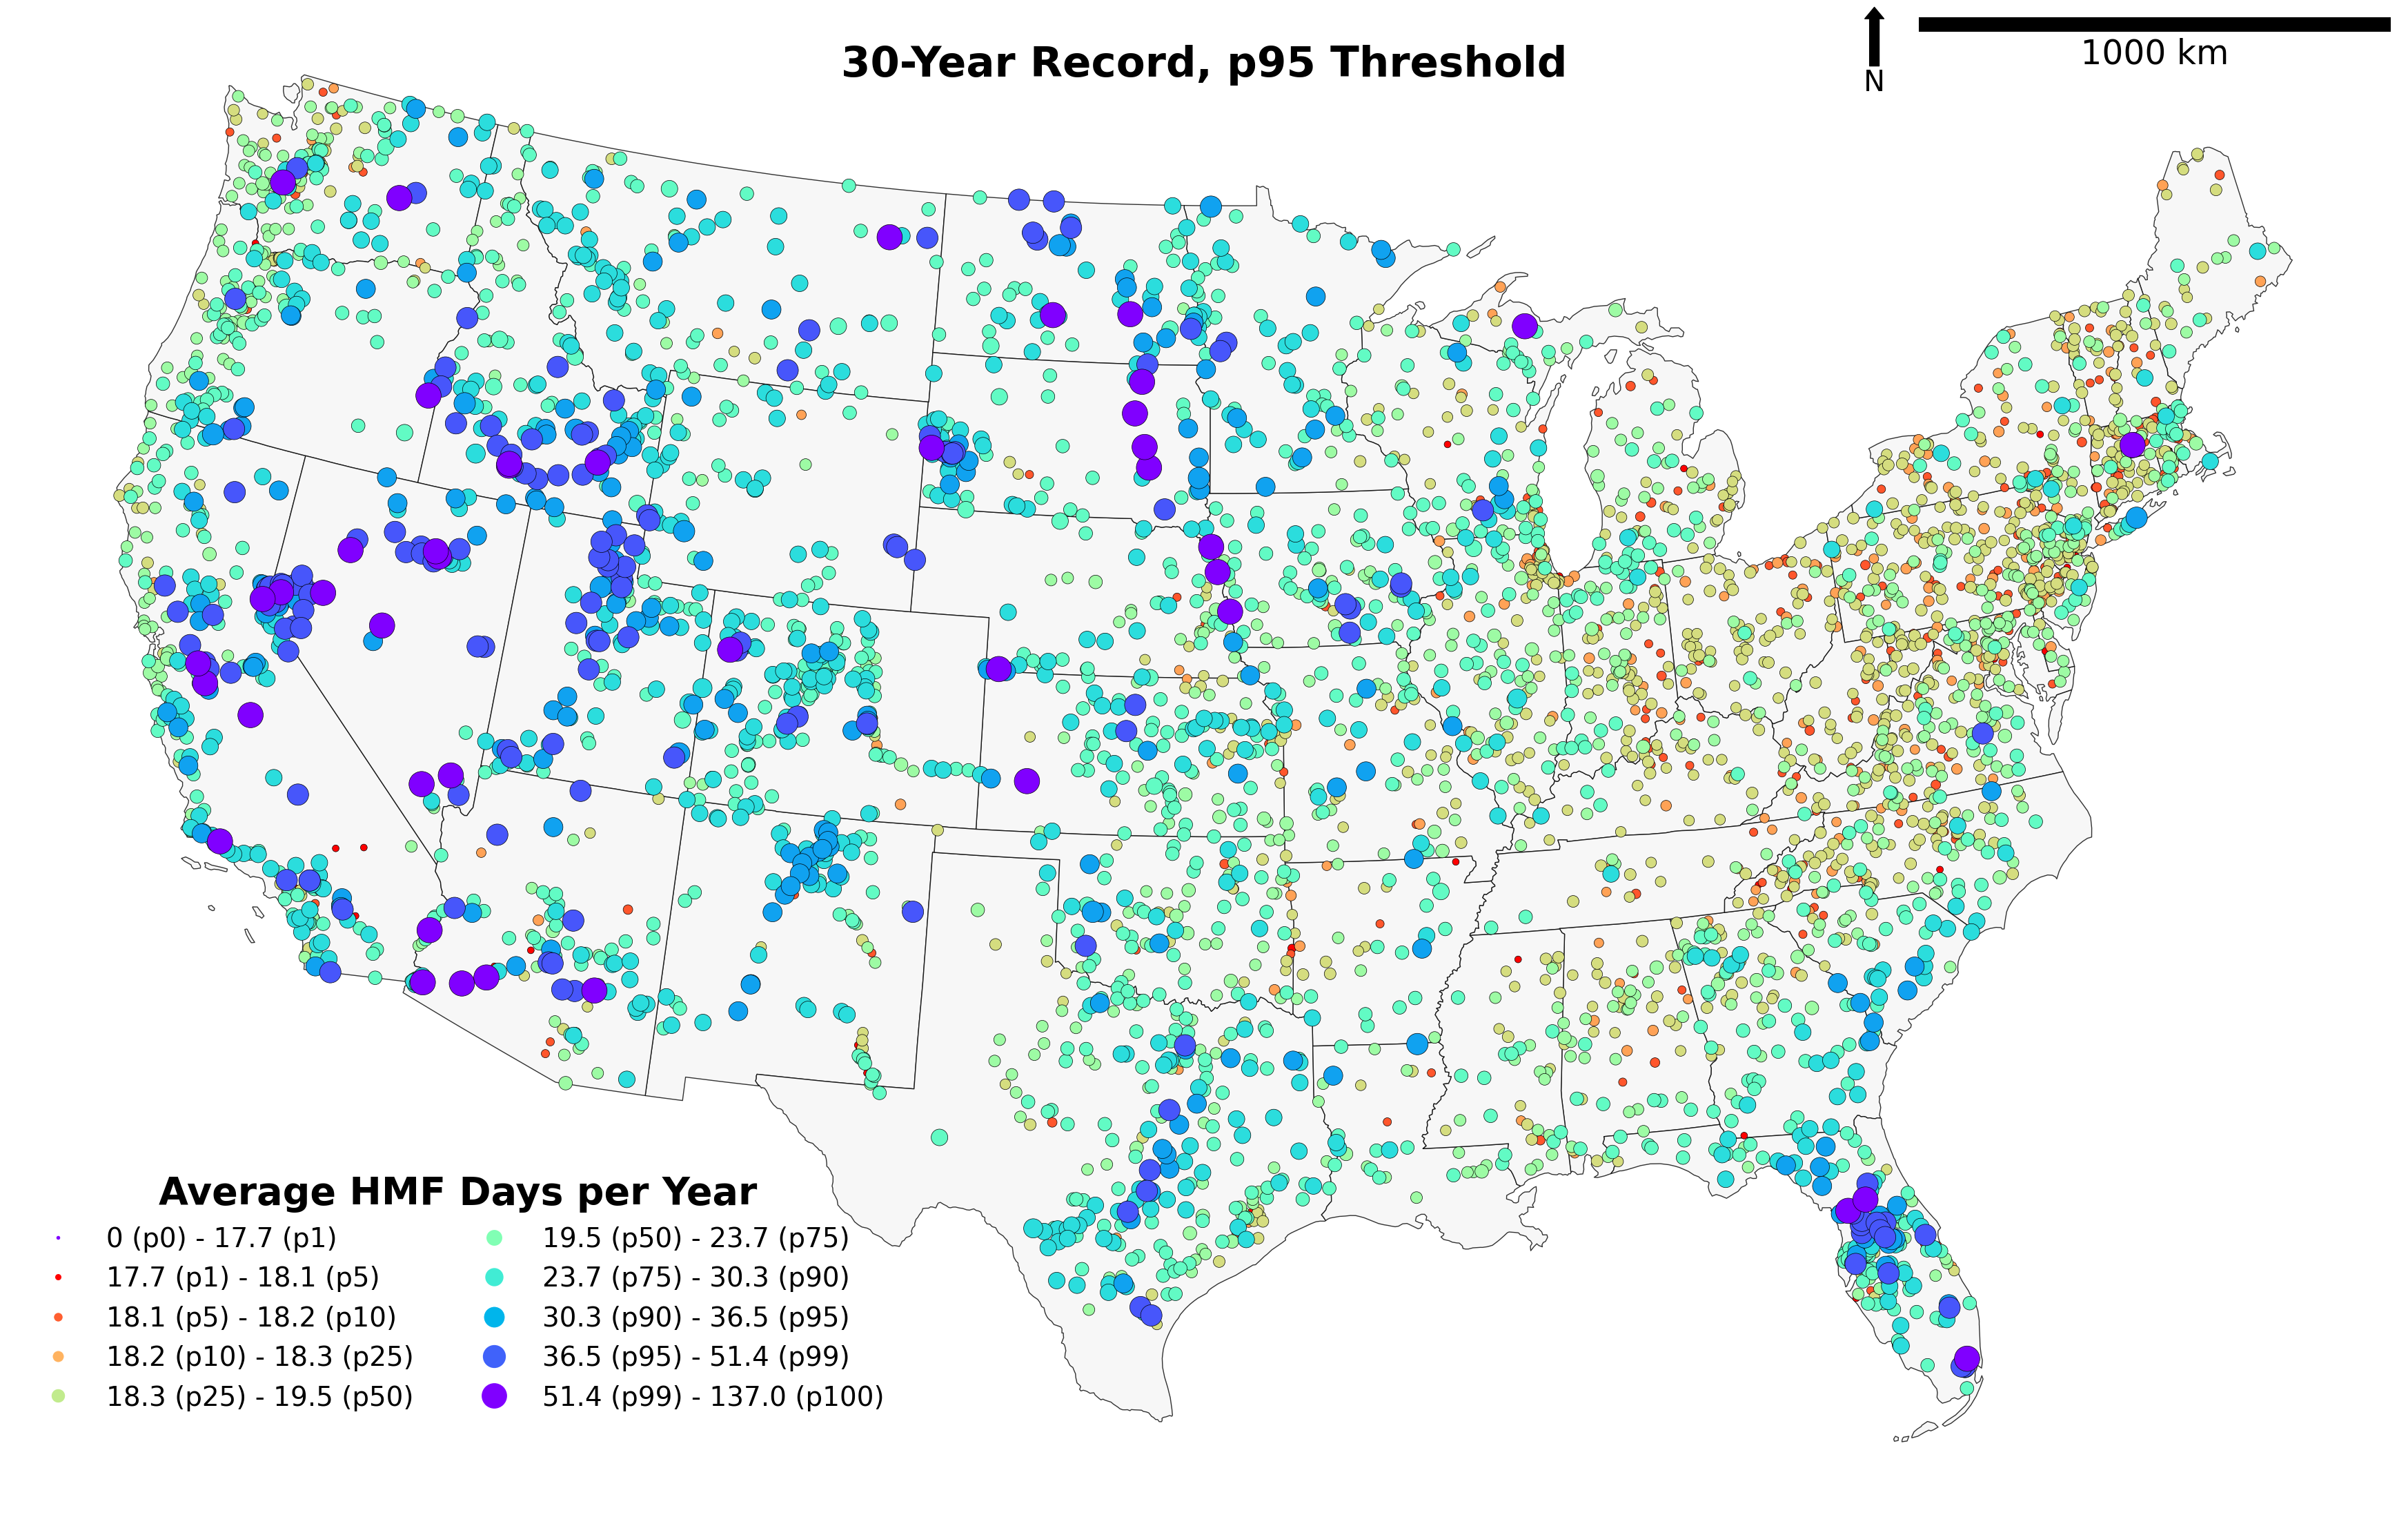 30-Year Record, p95 Threshold
N
1000 km
Average HMF Days per Year
0 (p0) - 17.7 (p1)
17.7 (p1) - 18.1 (p5)
18.1 (p5) - 18.2 (p10)
18.2 (p10) - 18.3 (p25)
18.3 (p25) - 19.5 (p50)
19.5 (p50) - 23.7 (p75)
23.7 (p75) - 30.3 (p90)
30.3 (p90) - 36.5 (p95)
36.5 (p95) - 51.4 (p99)
51.4 (p99) - 137.0 (p100)